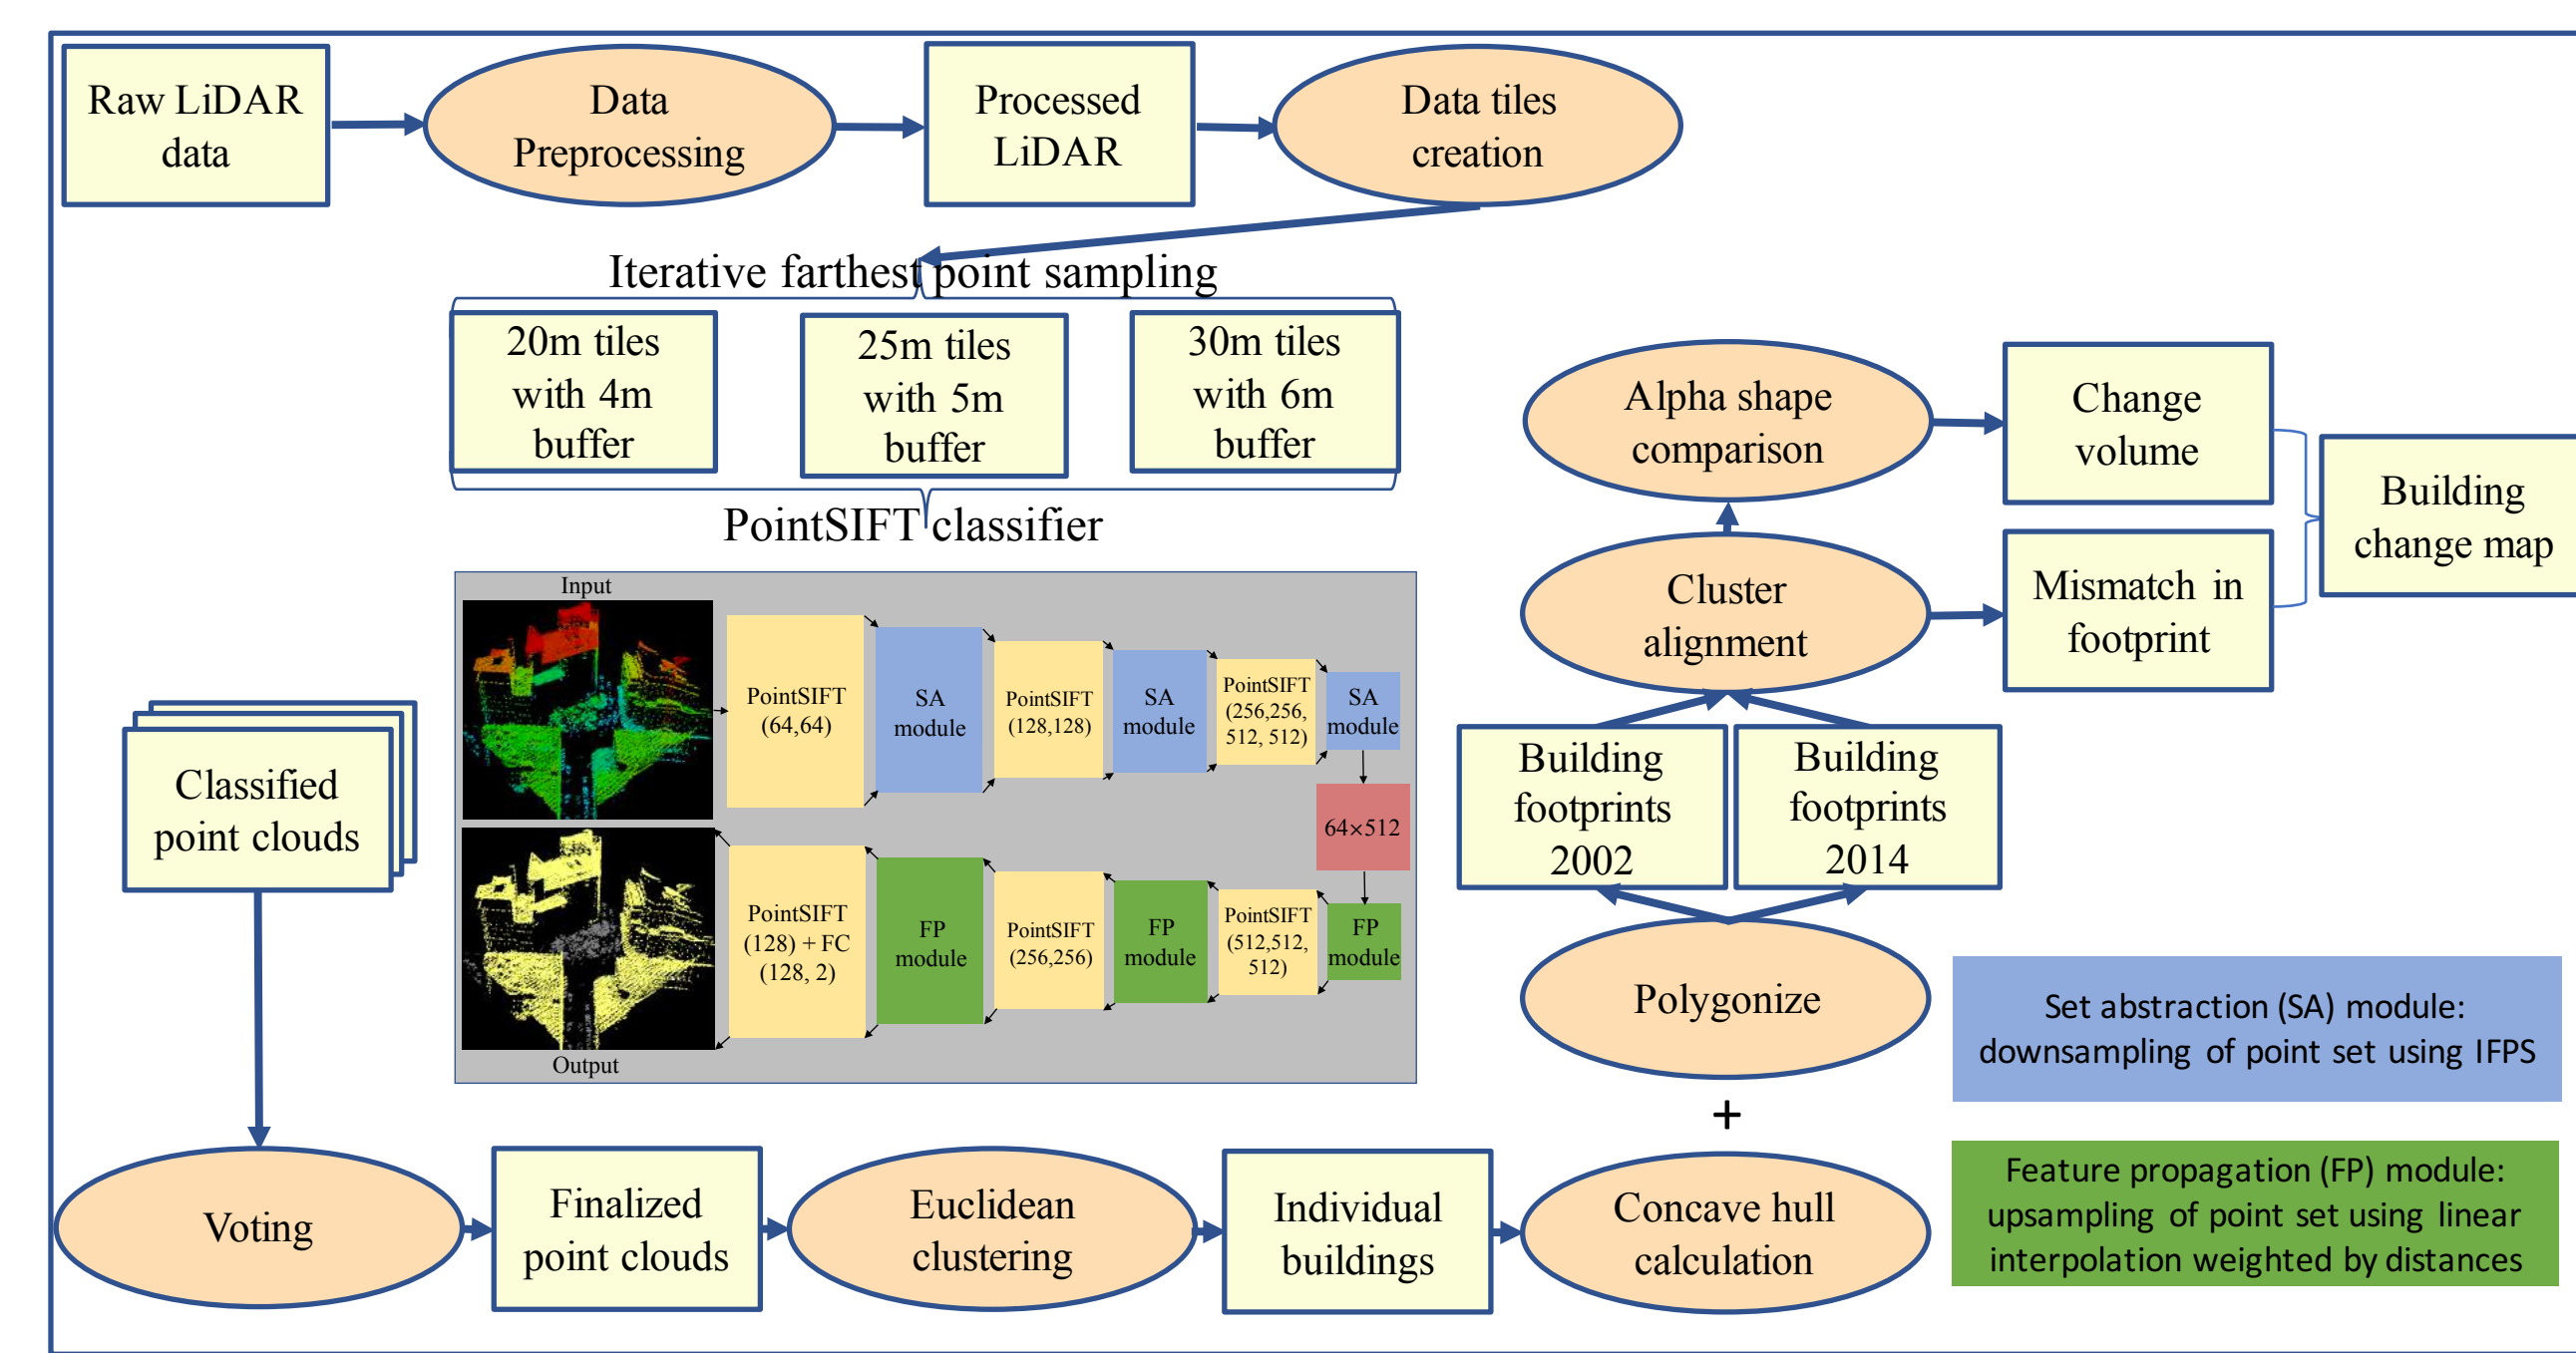 Raw LiDAR
data
Data
Preprocessing
Processed
LiDAR
Data tiles
creation
Iterative farthest point sampling
20m tiles
with 4m
buffer
25m tiles
with 5m
buffer
30m tiles
with 6m
buffer
PointSIFT classifier
Input
PointSIFT
(64,64)
SA
module
PointSIFT
(128,128)
SA
module
PointSIFT
(256,256,
512, 512)
SA
module
64×512
FP
module
PointSIFT
(512,512,
512)
FP
module
PointSIFT
(256,256)
FP
module
PointSIFT
(128) + FC
(128, 2)
Output
Classified
point clouds
Voting
Finalized
point clouds
Euclidean
clustering
Individual
buildings
Concave hull
calculation
+
Polygonize
Building
footprints
2002
Building
footprints
2014
Cluster
alignment
Alpha shape
comparison
Change
volume
Mismatch in
footprint
Building
change map
Set abstraction (SA) module:
downsampling of point set using IFPS
Feature propagation (FP) module:
upsampling of point set using linear
interpolation weighted by distances